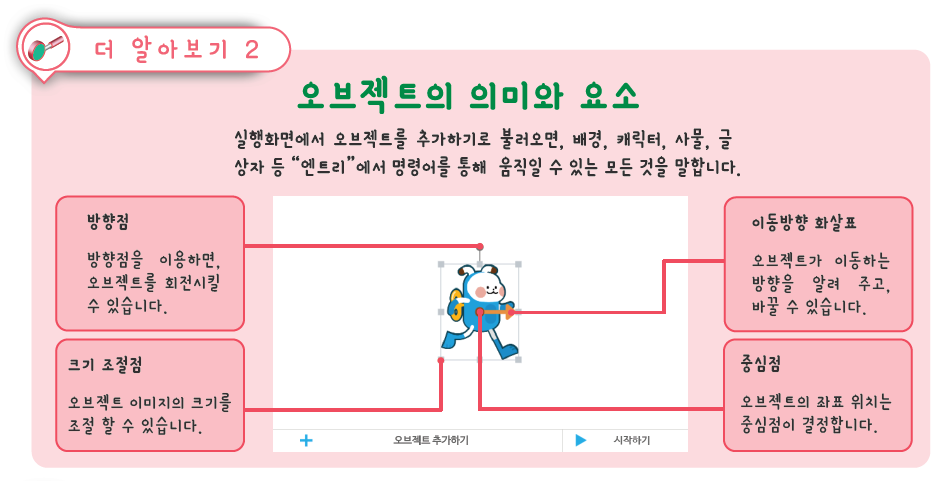 더 알아보기 2
오브젝트의 의미와 요소
실행화면에서 오브젝트를 추가하기로 불러오면, 배경, 캐릭터, 사물, 글
상자 등 “엔트리”에서 명령어를 통해 움직일 수 있는 모든 것을 말합니다.
방향점
방향점을 이용하면,
오브젝트를 회전시킬
수 있습니다.
크기 조절점
오브젝트 이미지의 크기를
조절 할 수 있습니다.
이동방향 화살표
오브젝트가 이동하는
방향을 알려 주고,
바꿀 수 있습니다.
중심점
오브젝트의 좌표 위치는
중심점이 결정합니다.
오브젝트 추가하기
시작하기